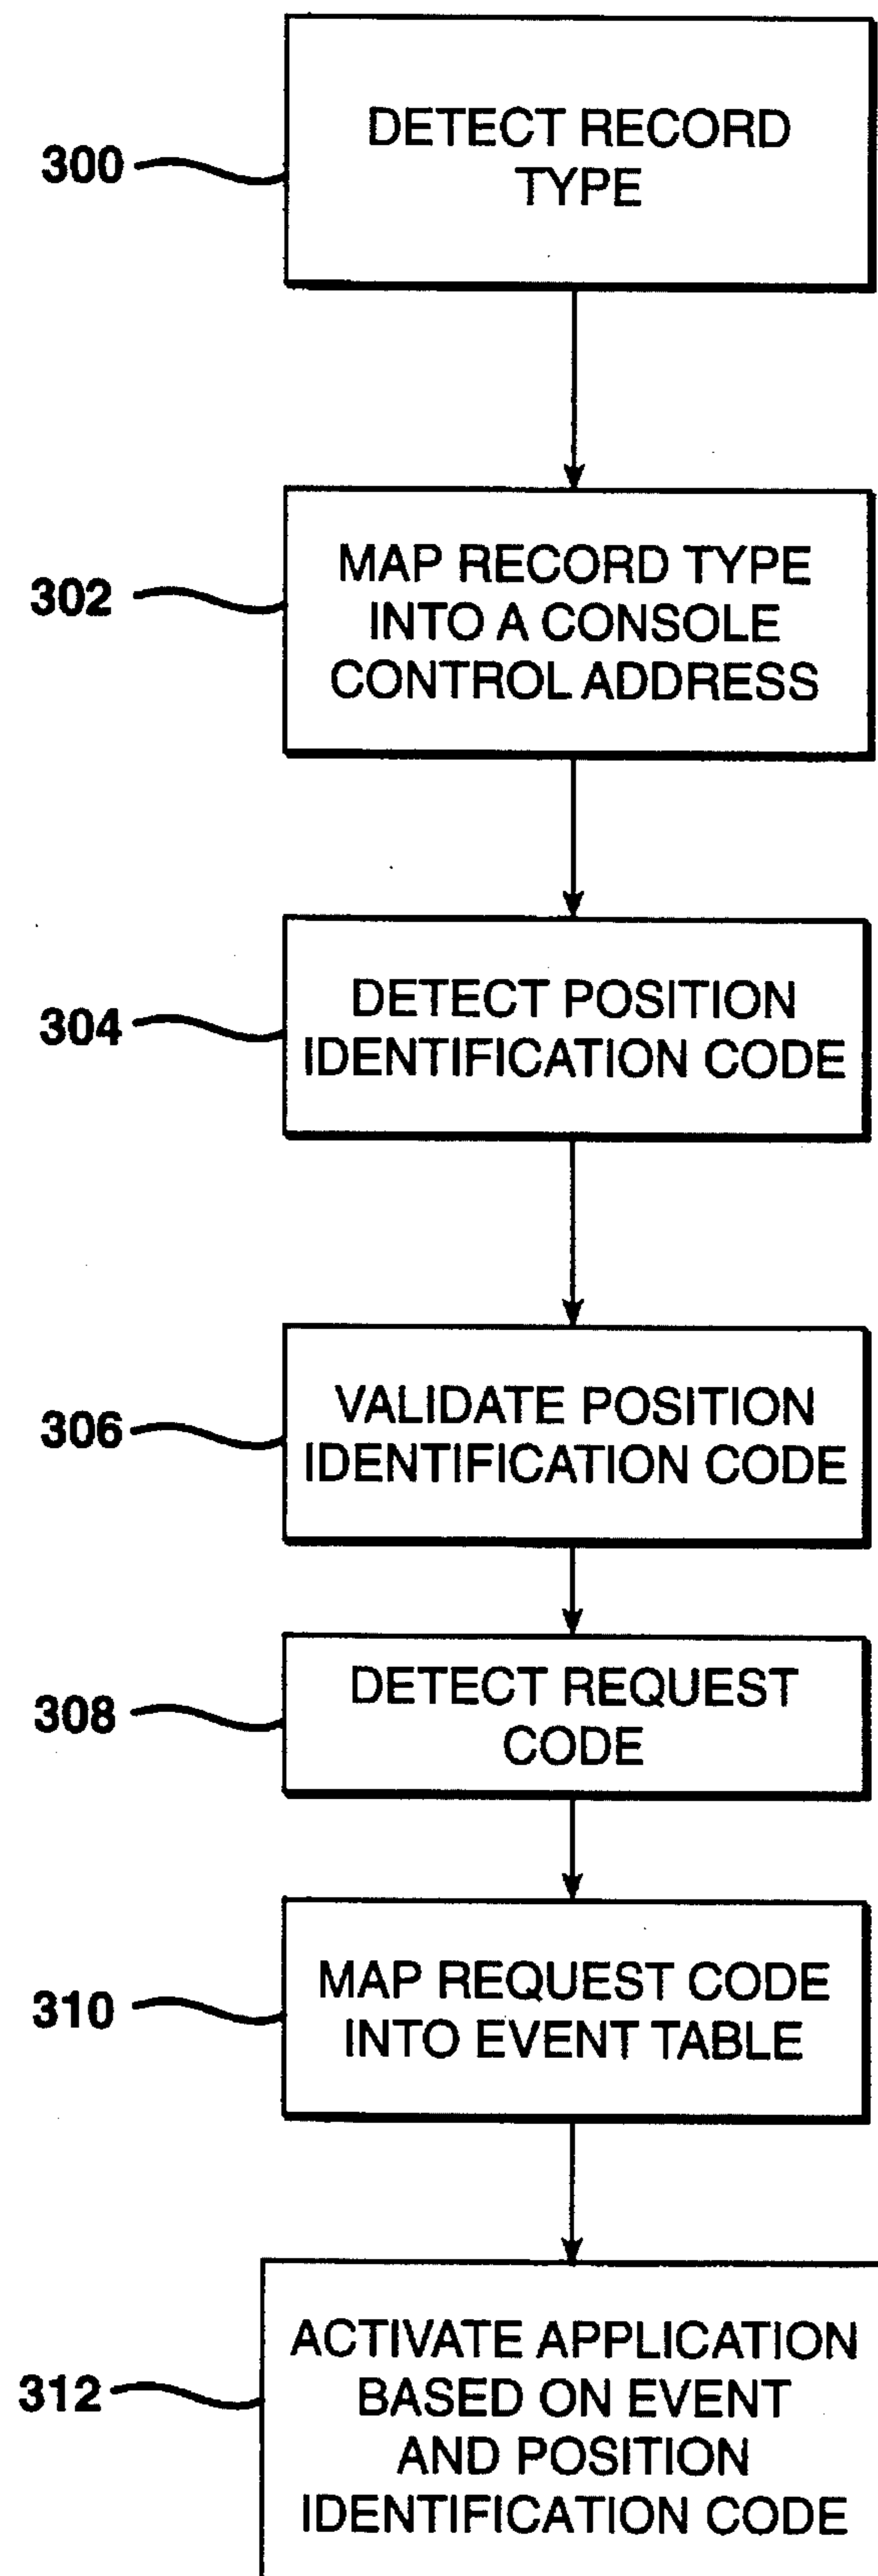 300
DETECT RECORD
TYPE
302
MAP RECORD TYPE
INTO A CONSOLE
CONTROL ADDRESS
304
DETECT POSITION
IDENTIFICATION CODE
306
VALIDATE POSITION
IDENTIFICATION CODE
308
DETECT REQUEST
CODE
310
MAP REQUEST CODE
INTO EVENT TABLE
312
ACTIVATE APPLICATION
BASED ON EVENT
AND POSITION
IDENTIFICATION CODE